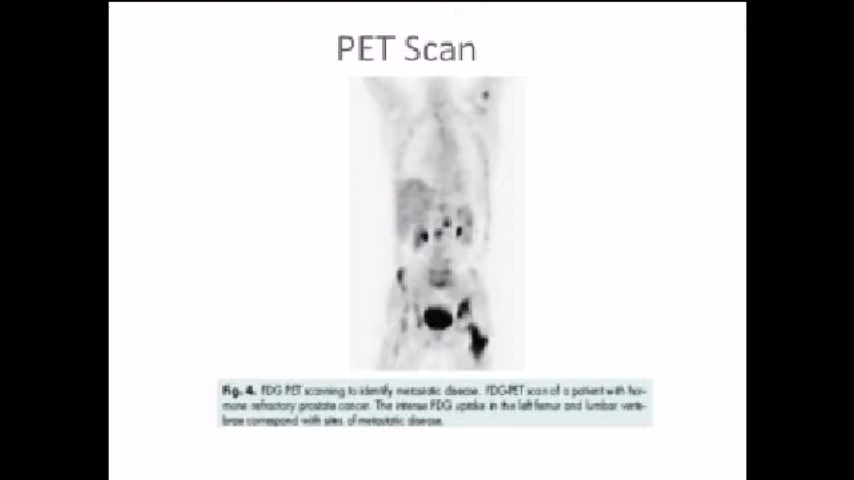 PET Scan
Fig. 4. FDG PET scanning to identify metastatic disease. FDG-PET scan of a patient with hor-
mone refractory prostate cancer. The intense FDG uptake in the left femur and lumbar verte-
brae correspond with sites of metastatic disease.